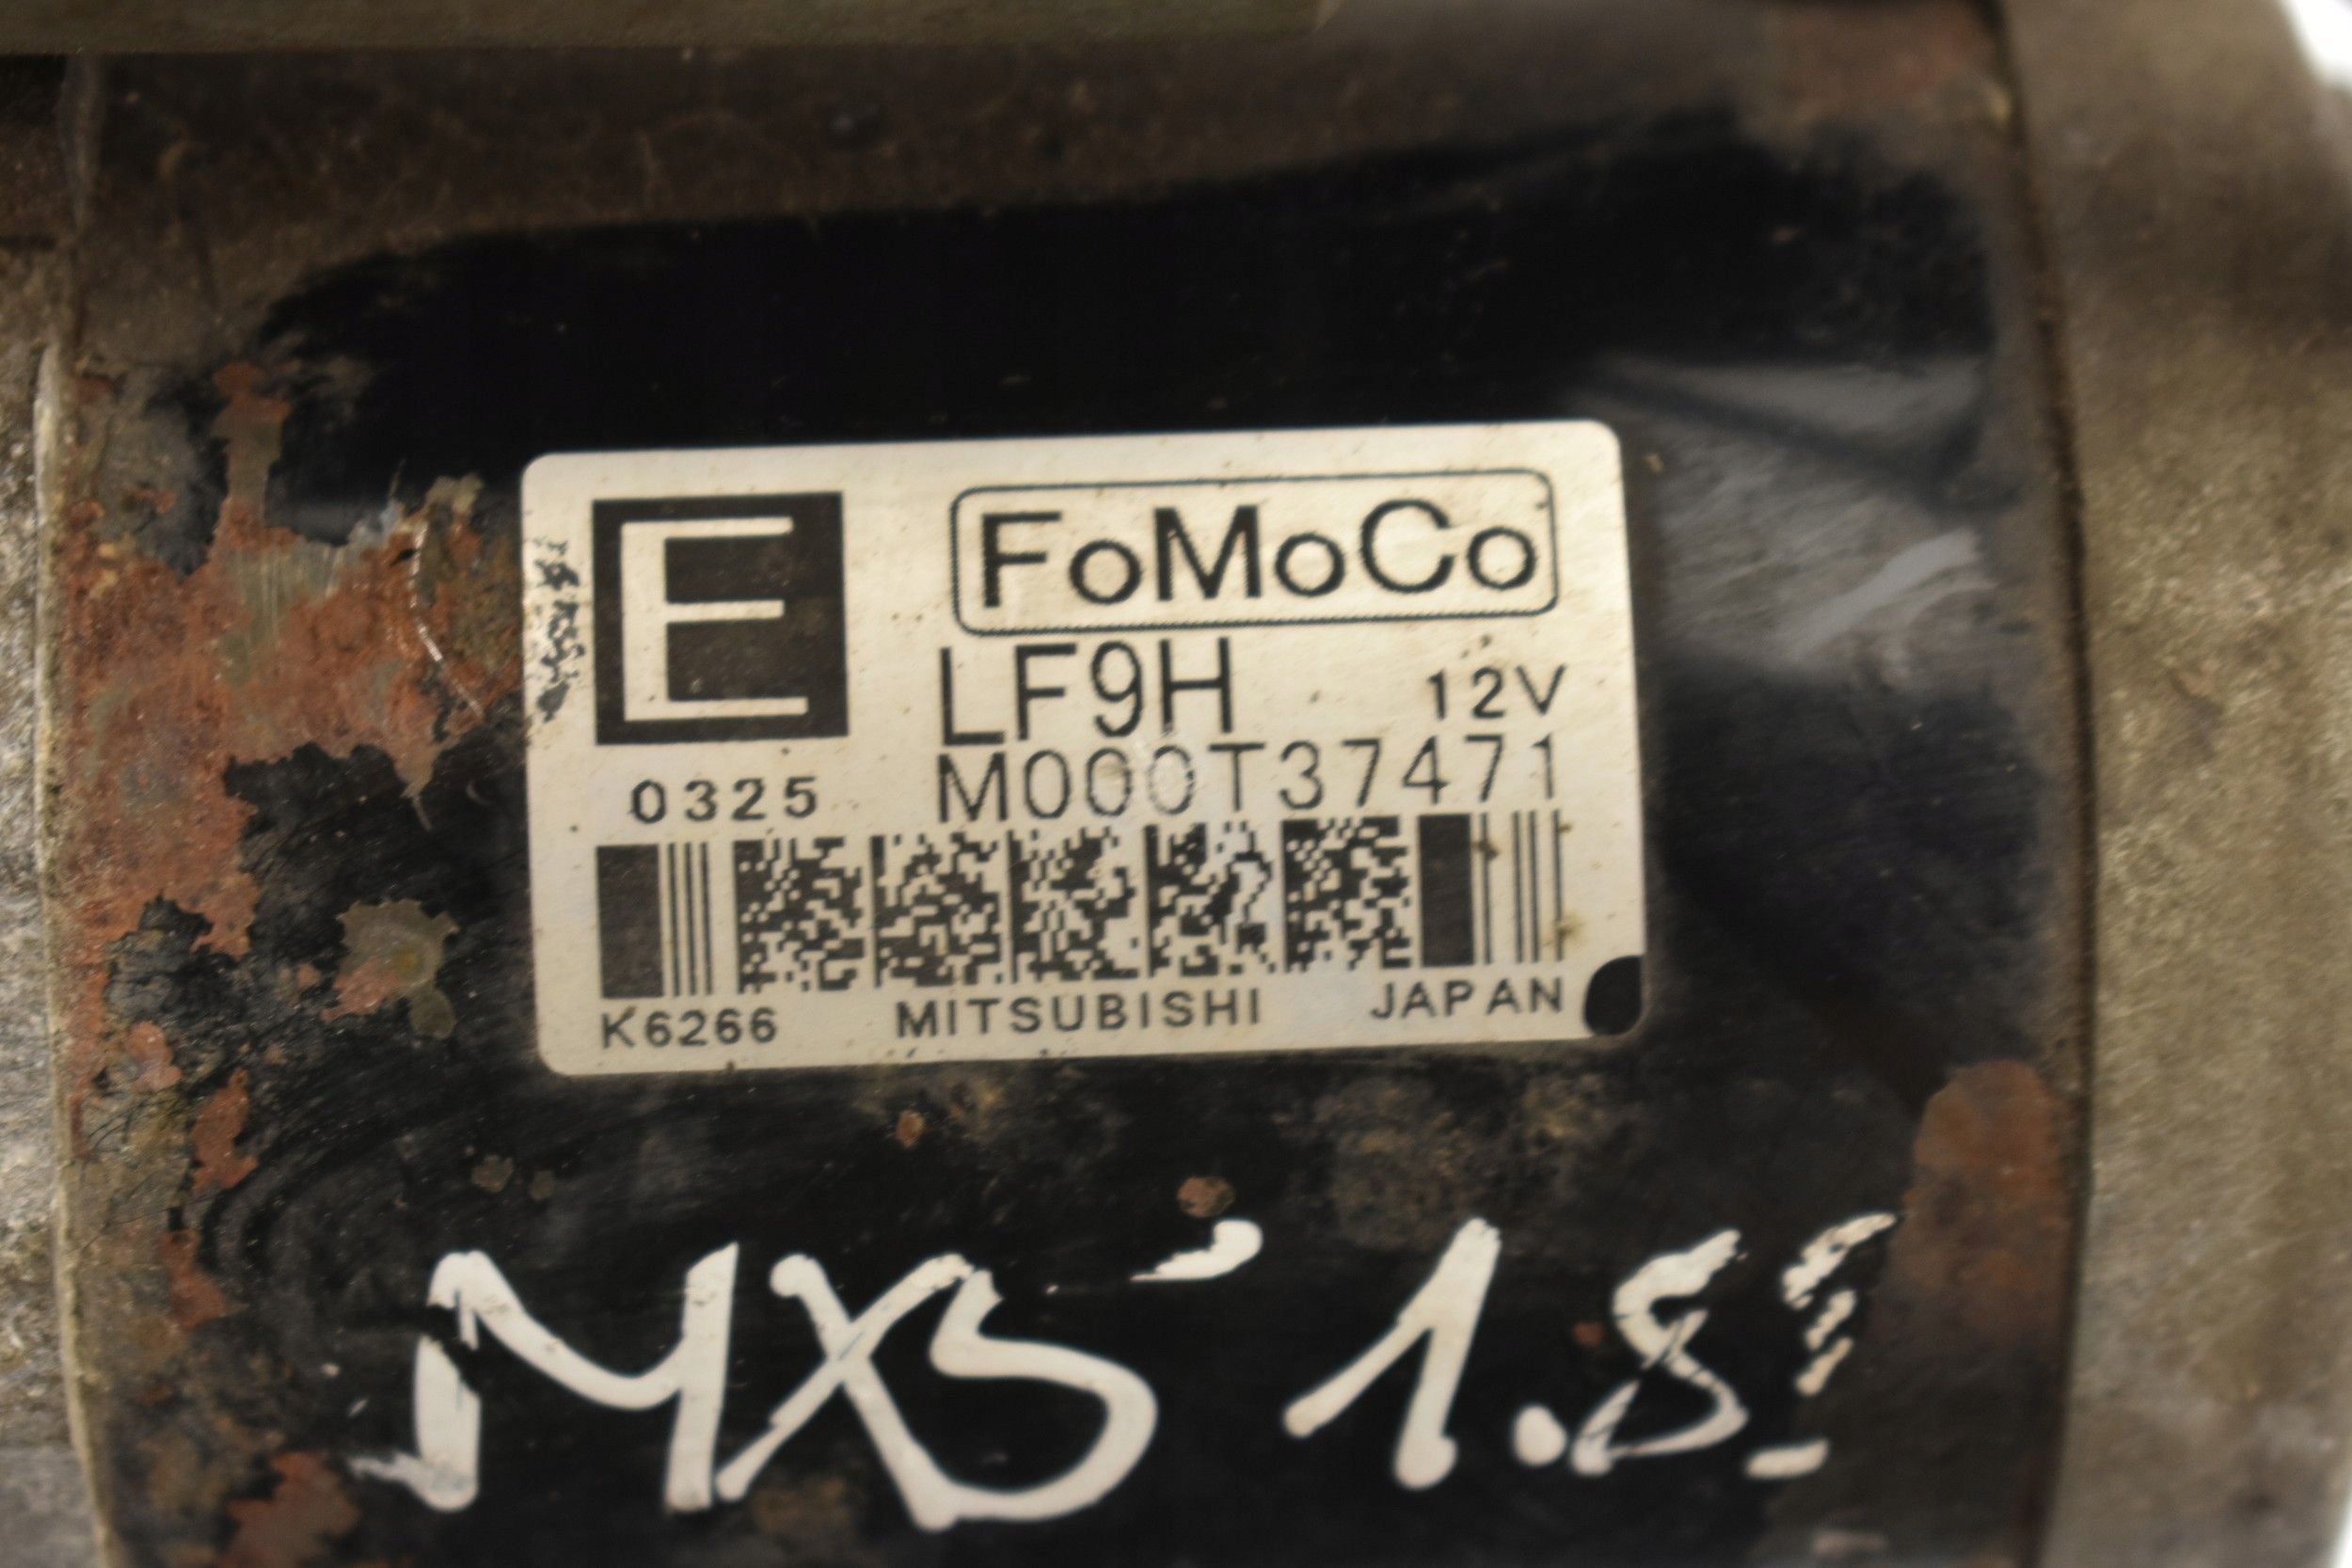 E
FoMoCo
LF9H 12V
0325 M000T37471
K6266 MITSUBISHI JAPAN
MX5 1.8